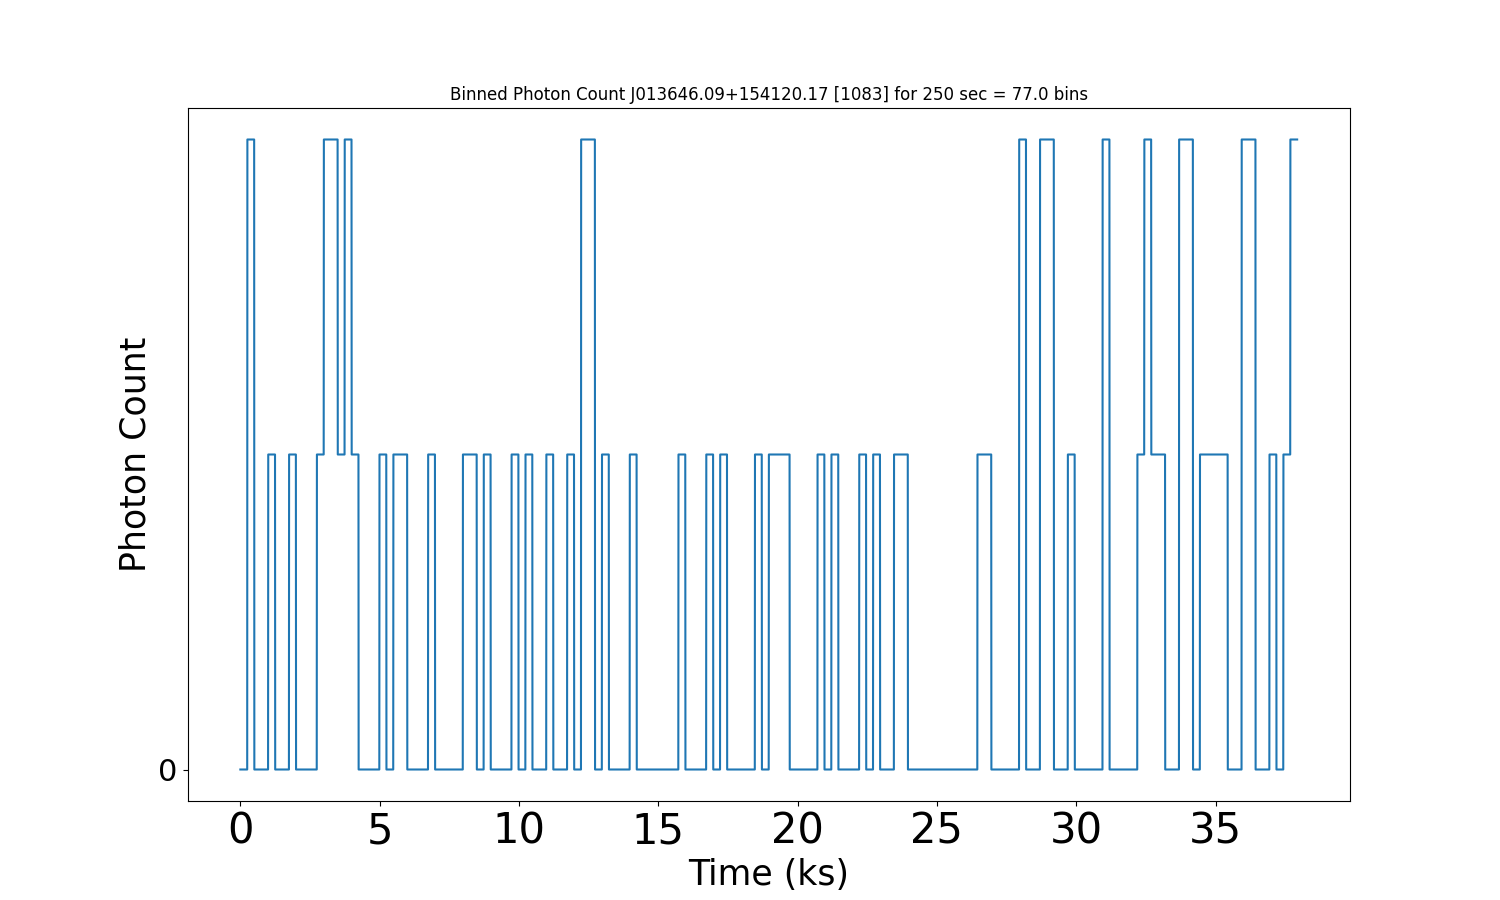 Binned Photon Count J013646.09+154120.17 [1083] for 250 sec = 77.0 bins
Photon Count
0
0 5 10 15 20 25 30 35
Time (ks)